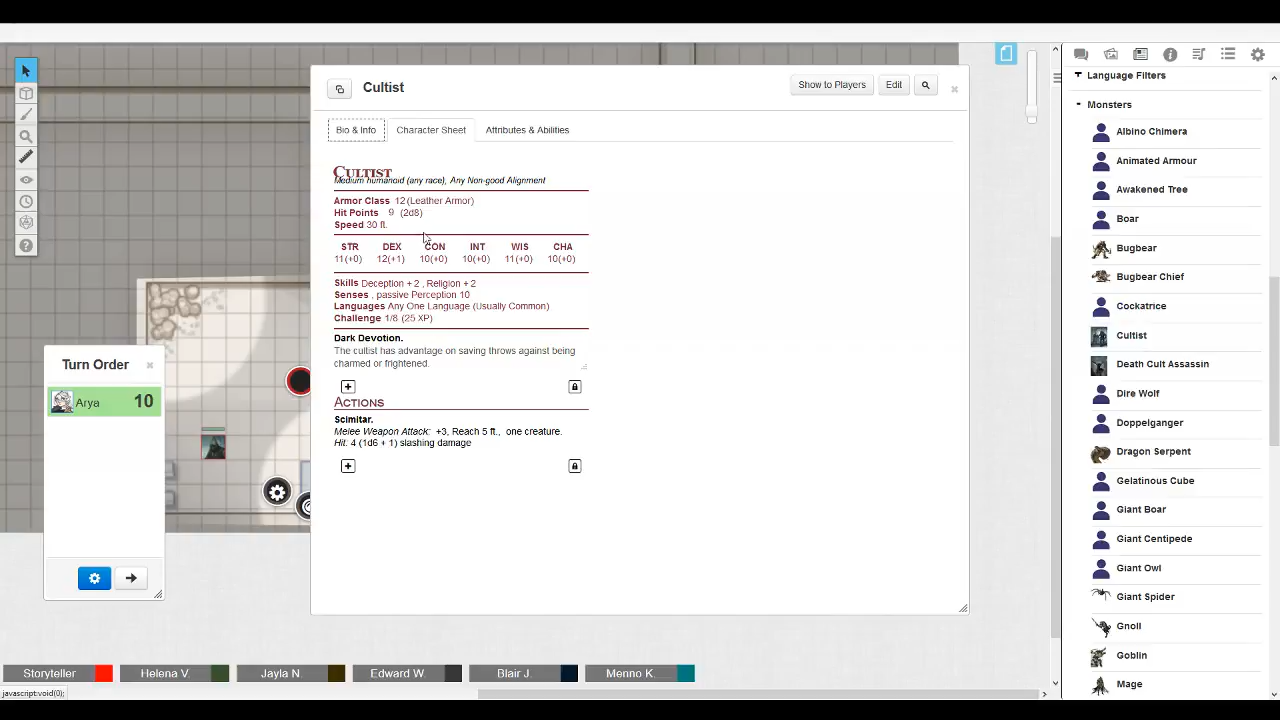 Cultist
Show to Players
Edit
Bio & Info
Character Sheet
Attributes & Abilities
Cultist
Medium humanoid (any race), Any Non-good Alignment
Armor Class 12 (Leather Armor)
Hit Points 9 (2d8)
Speed 30 ft.
STR DEX CON INT WIS CHA
11(+0) 12(+1) 10(+0) 10(+0) 11(+0) 10(+0)
Skills Deception + 2 , Religion + 2
Senses , passive Perception 10
Languages Any One Language (Usually Common)
Challenge 1/8 (25 XP)
Dark Devotion.
The cultist has advantage on saving throws against being
charmed or frightened.
Actions
Scimitar.
Melee Weapon Attack: +3, Reach 5 ft., one creature.
Hit: 4 (1d6 + 1) slashing damage
Turn Order
Arya 10
Language Filters
Monsters
Albino Chimera
Animated Armour
Awakened Tree
Boar
Bugbear
Bugbear Chief
Cockatrice
Cultist
Death Cult Assassin
Dire Wolf
Doppelganger
Dragon Serpent
Gelatinous Cube
Giant Boar
Giant Centipede
Giant Owl
Giant Spider
Gnoll
Goblin
Mage
Storyteller
Helena V.
Jayla N.
Edward W.
Blair J.
Menno K.
javascript:void(0);